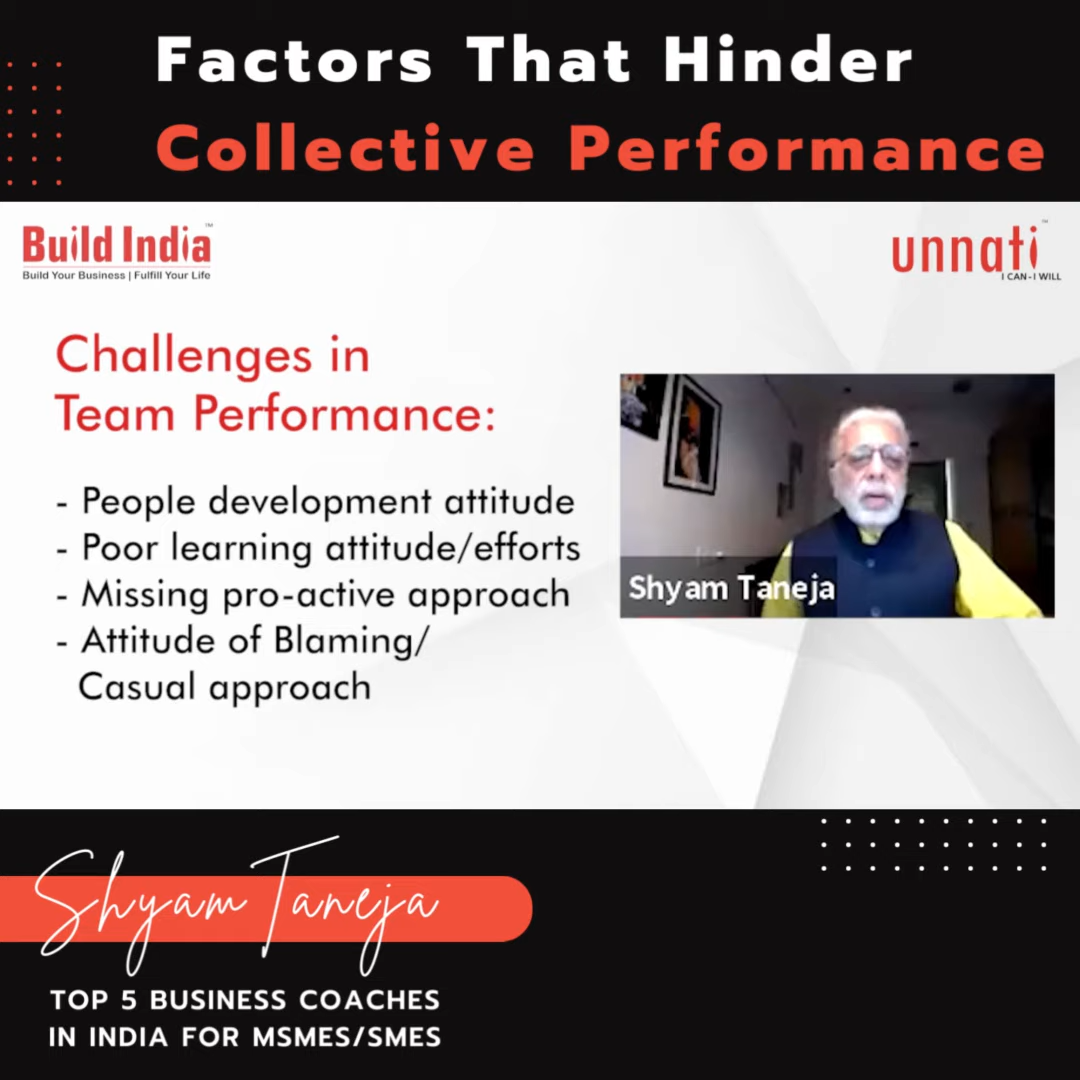 Factors That Hinder
Collective Performance
Build India™
Build Your Business | Fulfill Your Life
unnati™
I CAN-I WILL
Challenges in
Team Performance:
- People development attitude
- Poor learning attitude/efforts
- Missing pro-active approach
- Attitude of Blaming/
Casual approach
Shyam Taneja
Shyam Taneja
TOP 5 BUSINESS COACHES
IN INDIA FOR MSMES/SMES